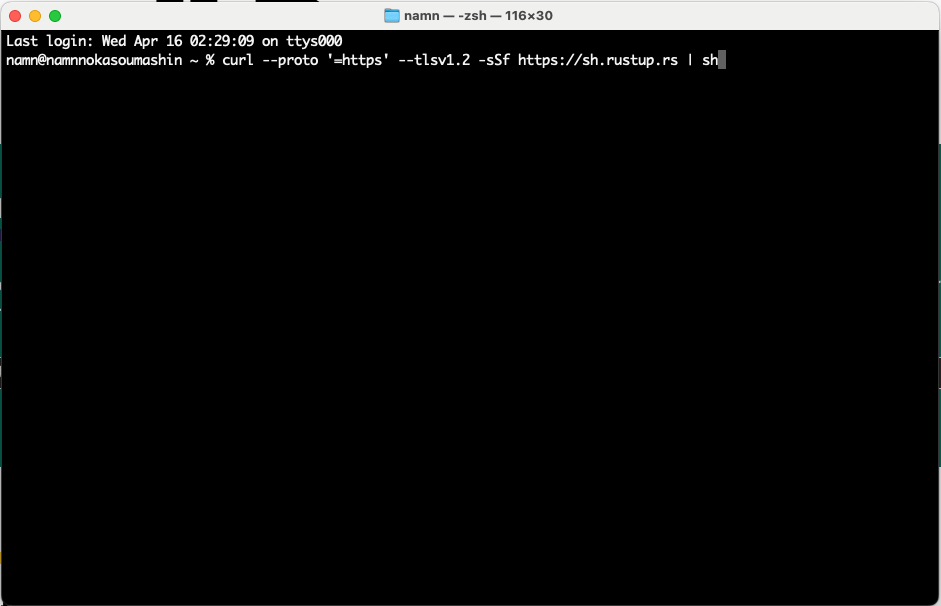 namn — -zsh — 116×30
Last login: Wed Apr 16 02:29:09 on ttys000
namn@namnnokasoumashin ~ % curl --proto '=https' --tlsv1.2 -sSf https://sh.rustup.rs | sh